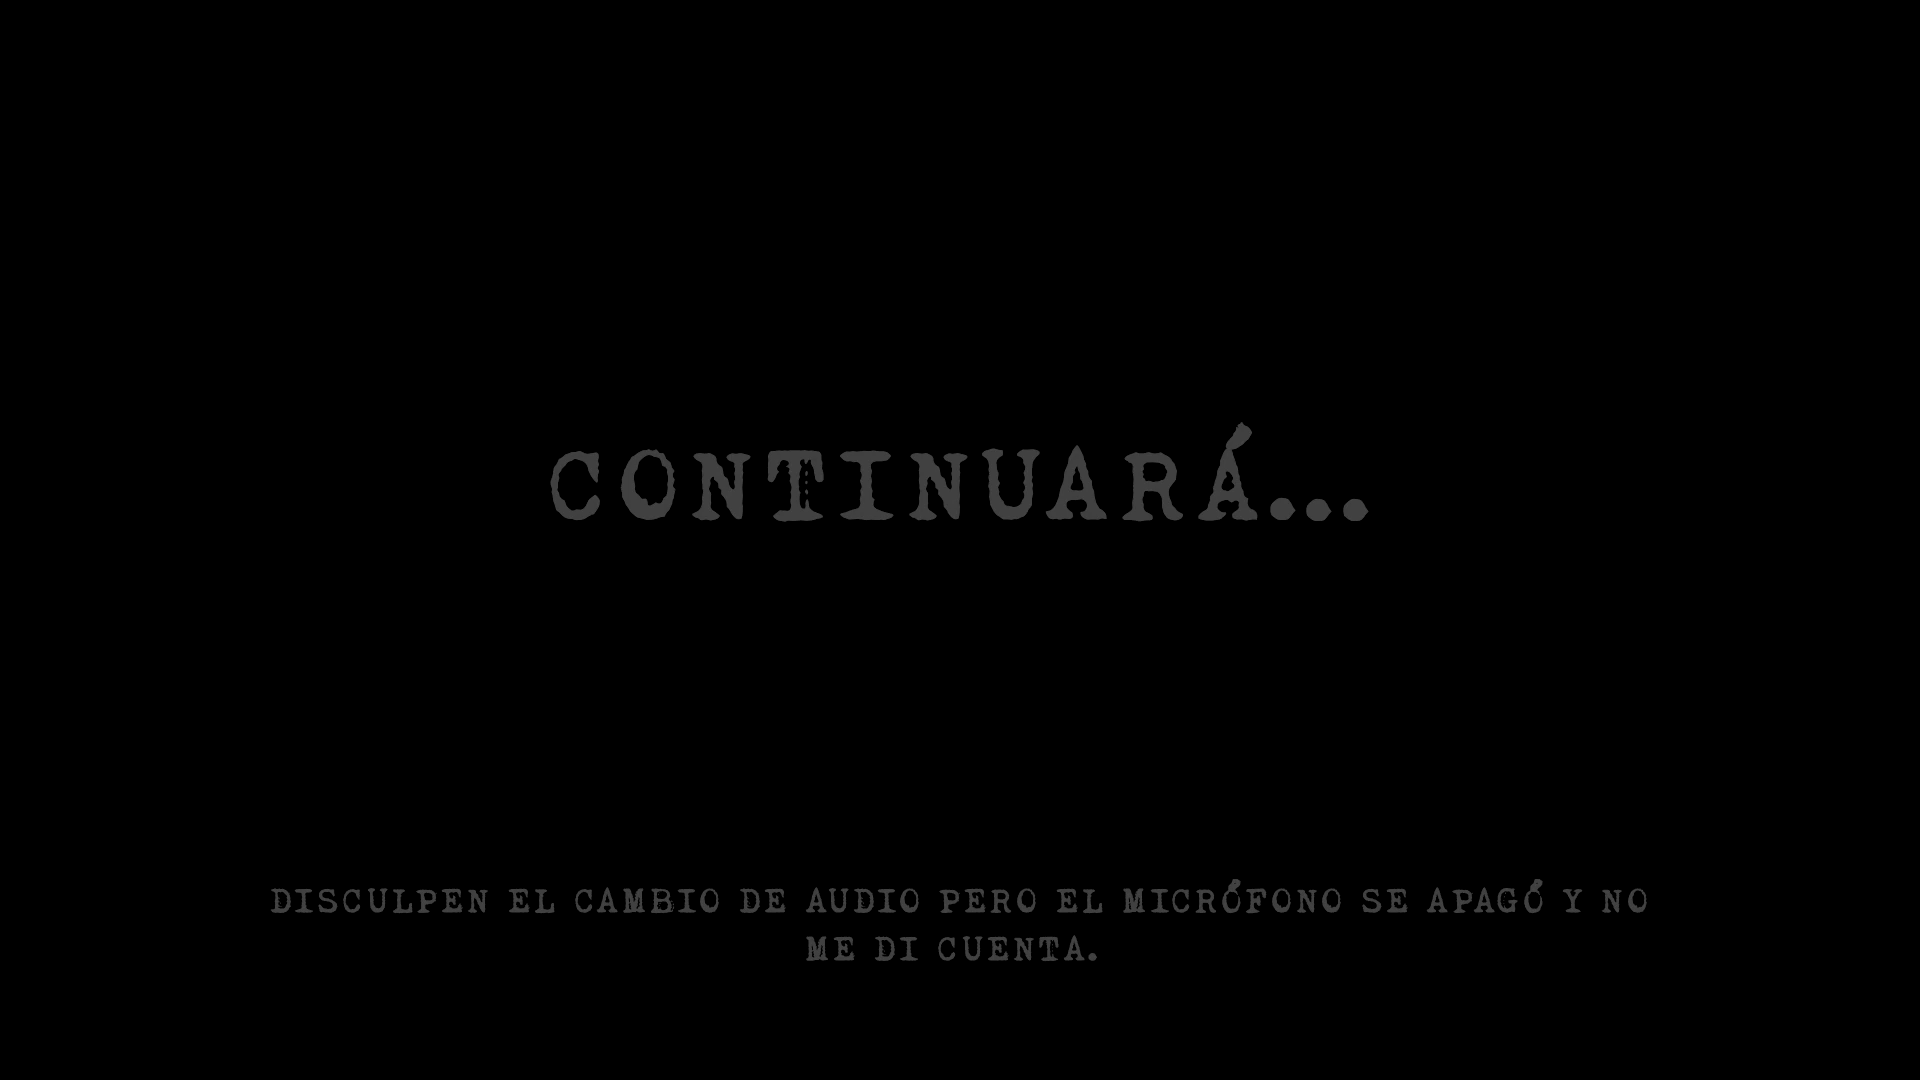 CONTINUARÁ...
DISCULPEN EL CAMBIO DE AUDIO PERO EL MICRÓFONO SE APAGÓ Y NO
ME DI CUENTA.